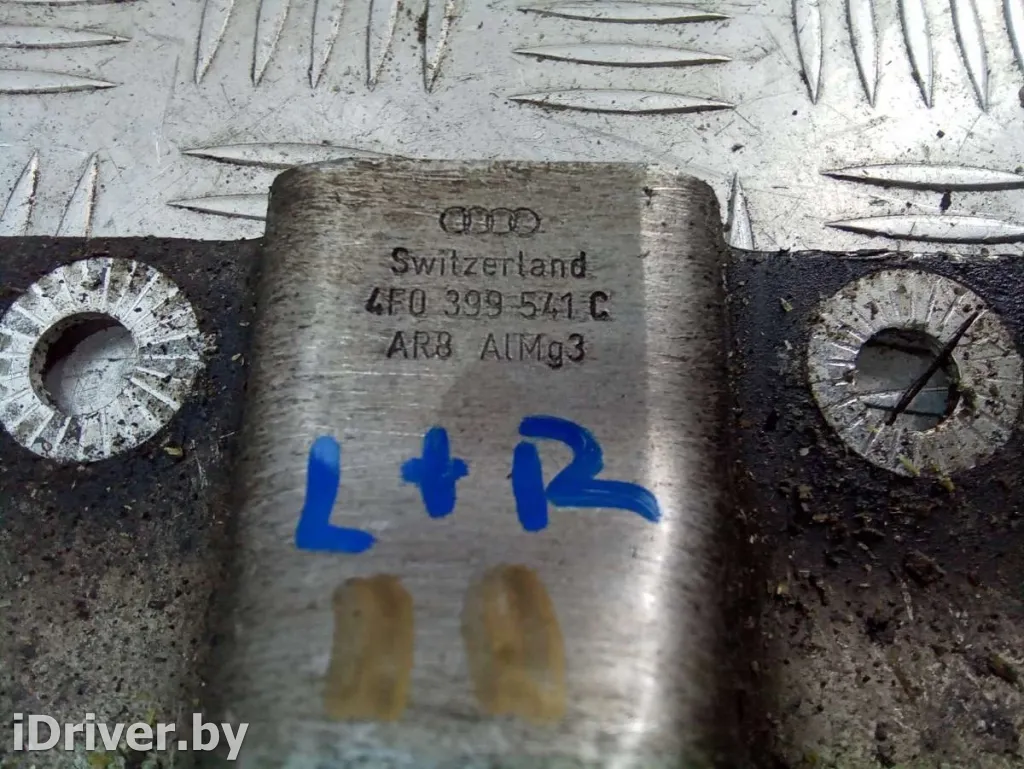 Switzerland
4F0 399 541 C
AR8 AlMg3
L+R
iDriver.by